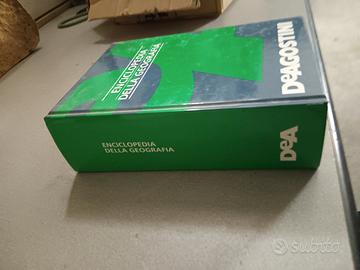 ENCICLOPEDIA
DELLA GEOGRAFIA
DeAGOSTINI
ENCICLOPEDIA
DELLA GEOGRAFIA
DeA
subito